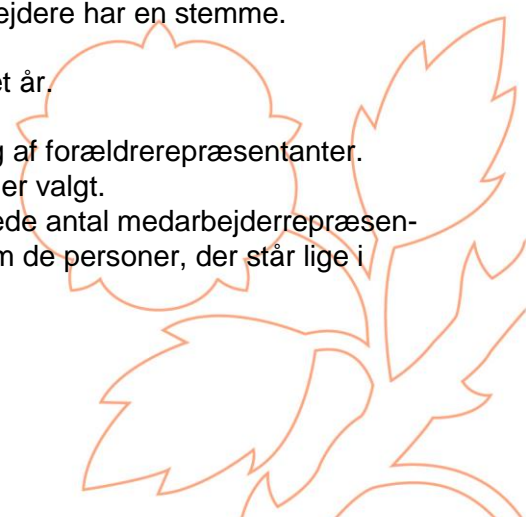 ejdere har en stemme.
et år.
g af forældrerepræsentanter.
er valgt.
ede antal medarbejderrepræsen-
m de personer, der står lige i